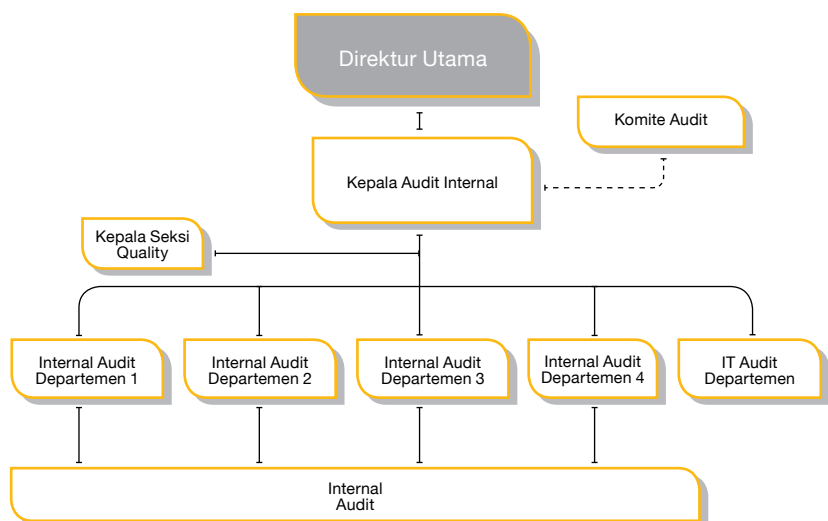 Direktur Utama
Komite Audit
Kepala Audit Internal
Kepala Seksi
Quality
Internal Audit
Departemen 1
Internal Audit
Departemen 2
Internal Audit
Departemen 3
Internal Audit
Departemen 4
IT Audit
Departemen
Internal
Audit